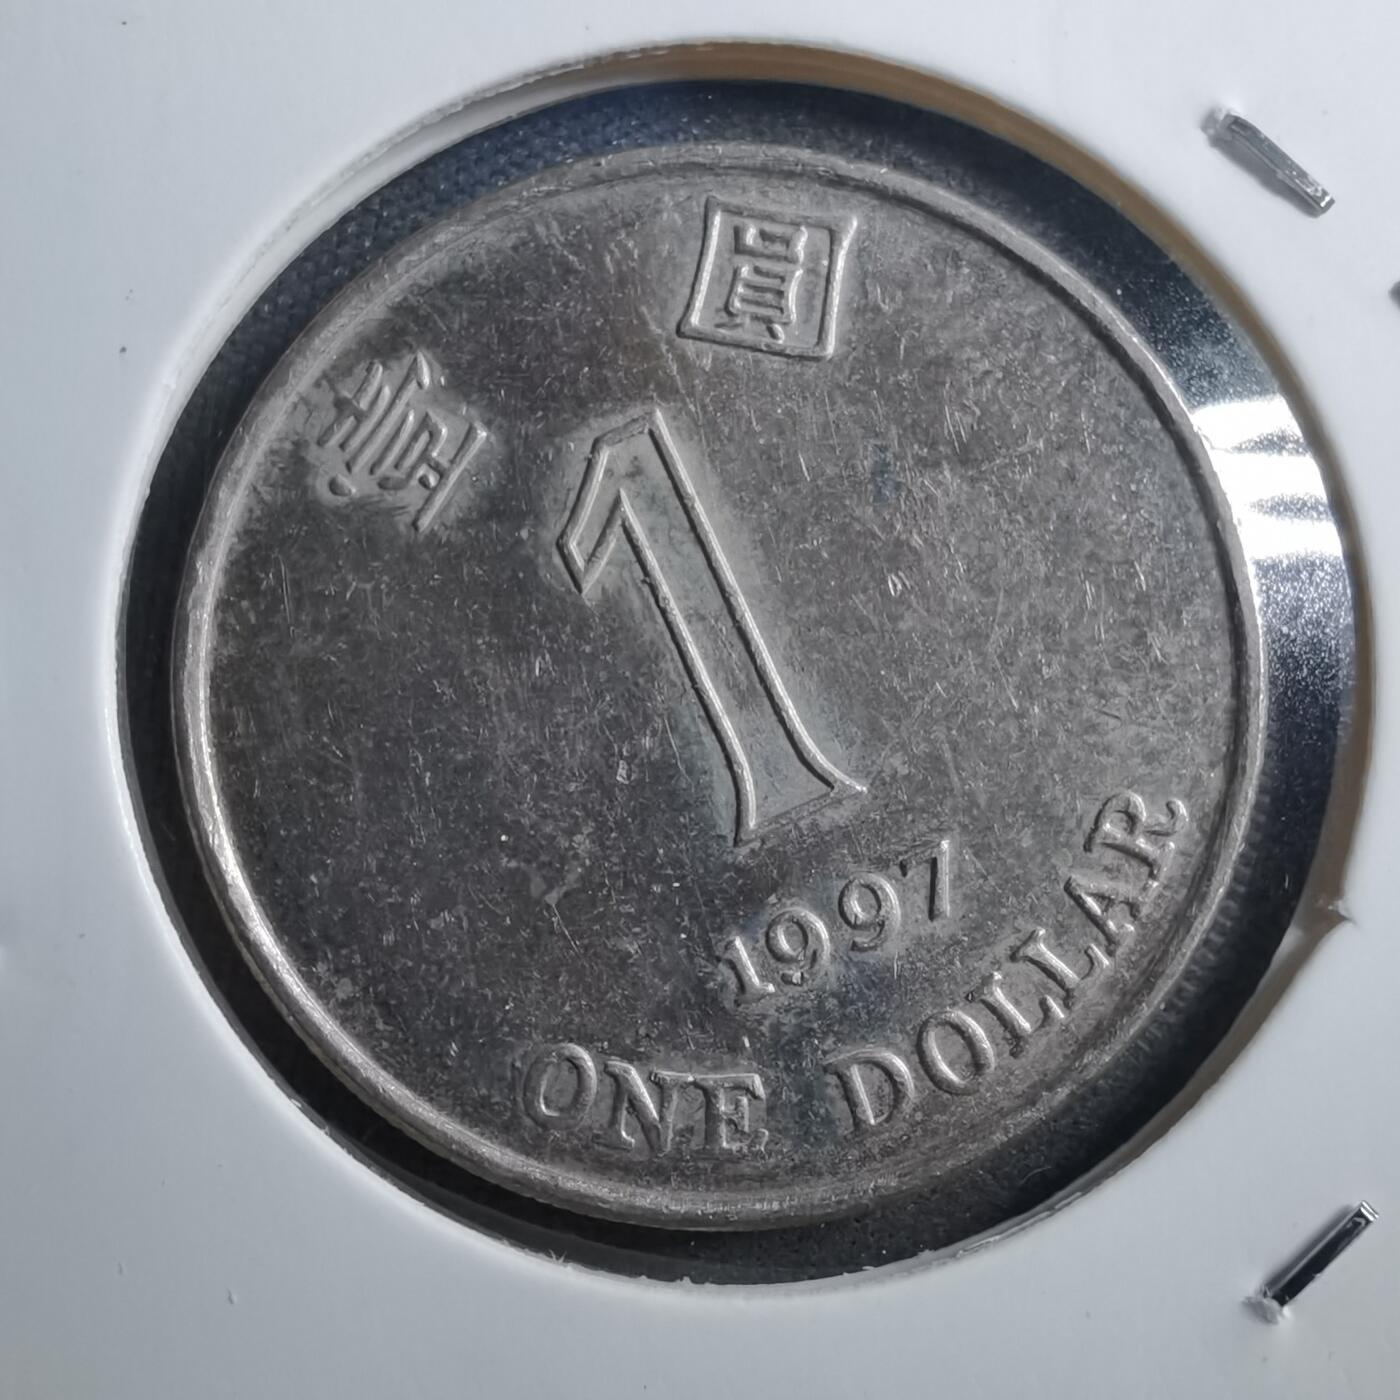 壹 圓
1
1997
ONE DOLLAR